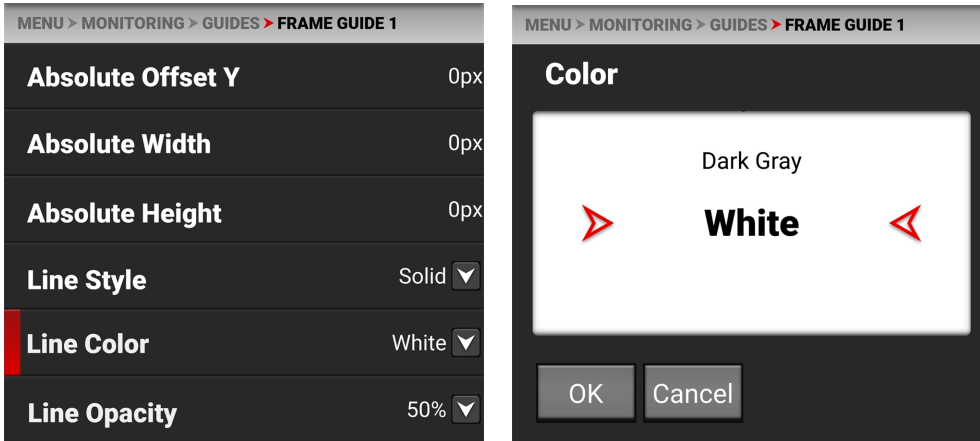 MENU > MONITORING > GUIDES > FRAME GUIDE 1
Absolute Offset Y 0px
Absolute Width 0px
Absolute Height 0px
Line Style Solid
Line Color White
Line Opacity 50%
MENU > MONITORING > GUIDES > FRAME GUIDE 1
Color
Dark Gray
White
OK Cancel